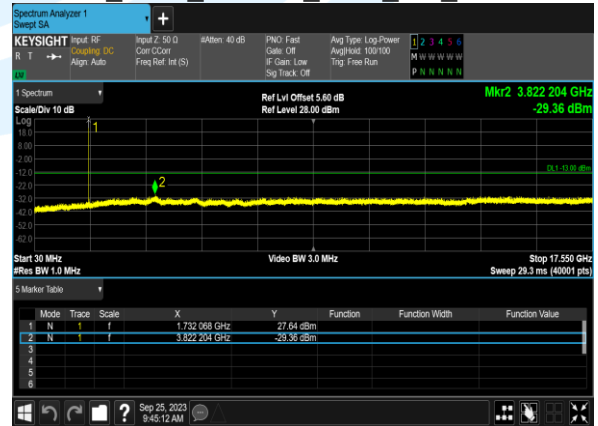 Spectrum Analyzer 1
Swept SA
+
KEYSIGHT Input: RF Input Z: 50 Ω #Atten: 40 dB PNO: Fast Avg Type: Log-Power 1 2 3 4 5 6
R T Coupling: DC Corr CCorr Gate: Off Avg|Hold: 100/100 M W W W W W
Align: Auto Freq Ref: Int (S) IF Gain: Low Trig: Free Run
Sig Track: Off P N N N N N
1 Spectrum Ref Lvl Offset 5.60 dB Mkr2 3.822 204 GHz
Scale/Div 10 dB Ref Level 28.00 dBm -29.36 dBm
Log
1
18.0
8.00
-2.00
-12.0 DL1 -13.00 dBm
-22.0 2
-32.0
-42.0
-52.0
-62.0
Start 30 MHz Video BW 3.0 MHz Stop 17.550 GHz
#Res BW 1.0 MHz Sweep 29.3 ms (40001 pts)
5 Marker Table
Mode Trace Scale X Y Function Function Width Function Value
1 N 1 f 1.732 068 GHz 27.64 dBm
2 N 1 f 3.822 204 GHz -29.36 dBm
3
4
5
6
? Sep 25, 2023
9:45:12 AM